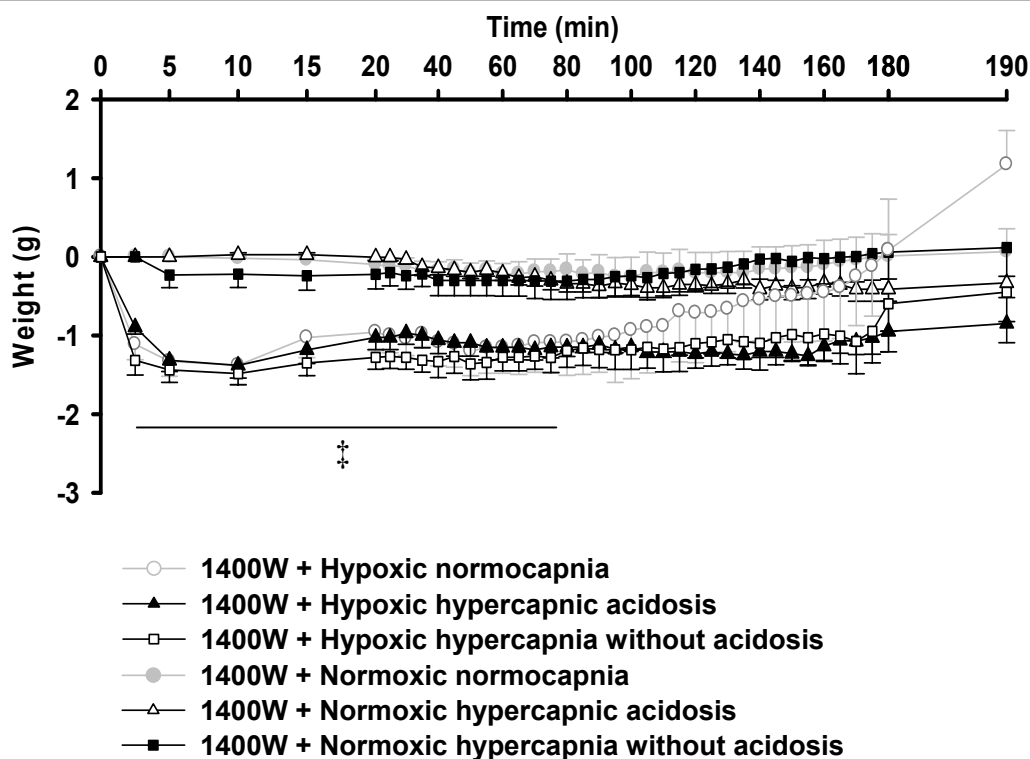 Time (min)
0 5 10 15 20 40 60 80 100 120 140 160 180 190
Weight (g)
2
1
0
-1
-2
-3
‡
1400W + Hypoxic normocapnia
1400W + Hypoxic hypercapnic acidosis
1400W + Hypoxic hypercapnia without acidosis
1400W + Normoxic normocapnia
1400W + Normoxic hypercapnic acidosis
1400W + Normoxic hypercapnia without acidosis